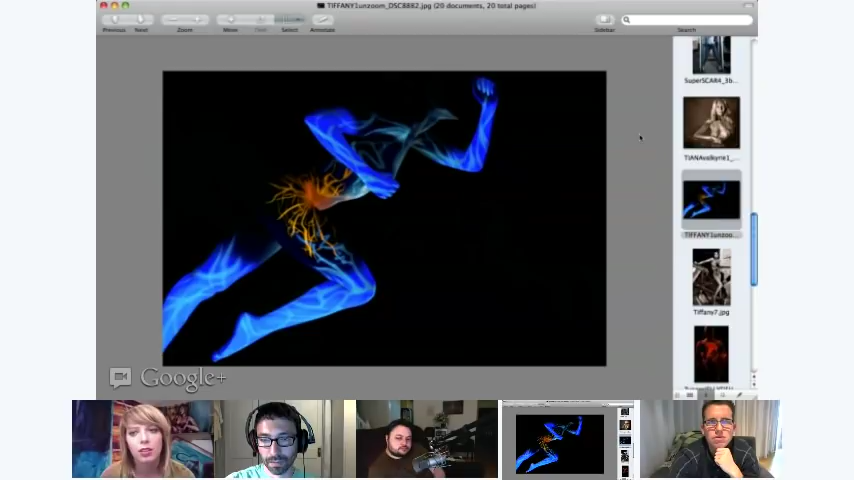 TIFFANY1unzoom_DSC8882.jpg (20 documents, 20 total pages)
Previous Next Zoom Move Select Annotate Sidebar Search
SuperSCAR4_3b...
TIANAvalkyrie1_...
TIFFANY1unzoo...
Tiffany7.jpg
Google+